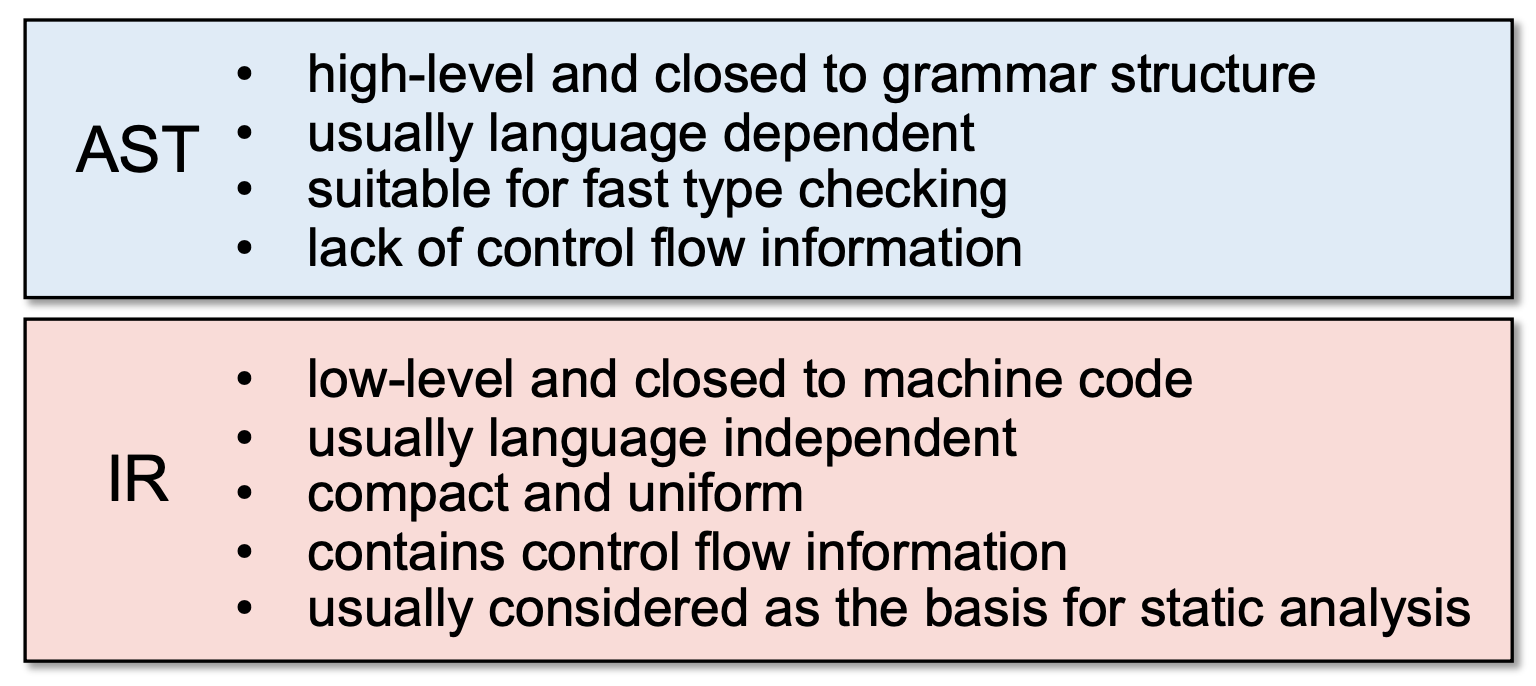 AST
• high-level and closed to grammar structure
• usually language dependent
• suitable for fast type checking
• lack of control flow information
IR
• low-level and closed to machine code
• usually language independent
• compact and uniform
• contains control flow information
• usually considered as the basis for static analysis